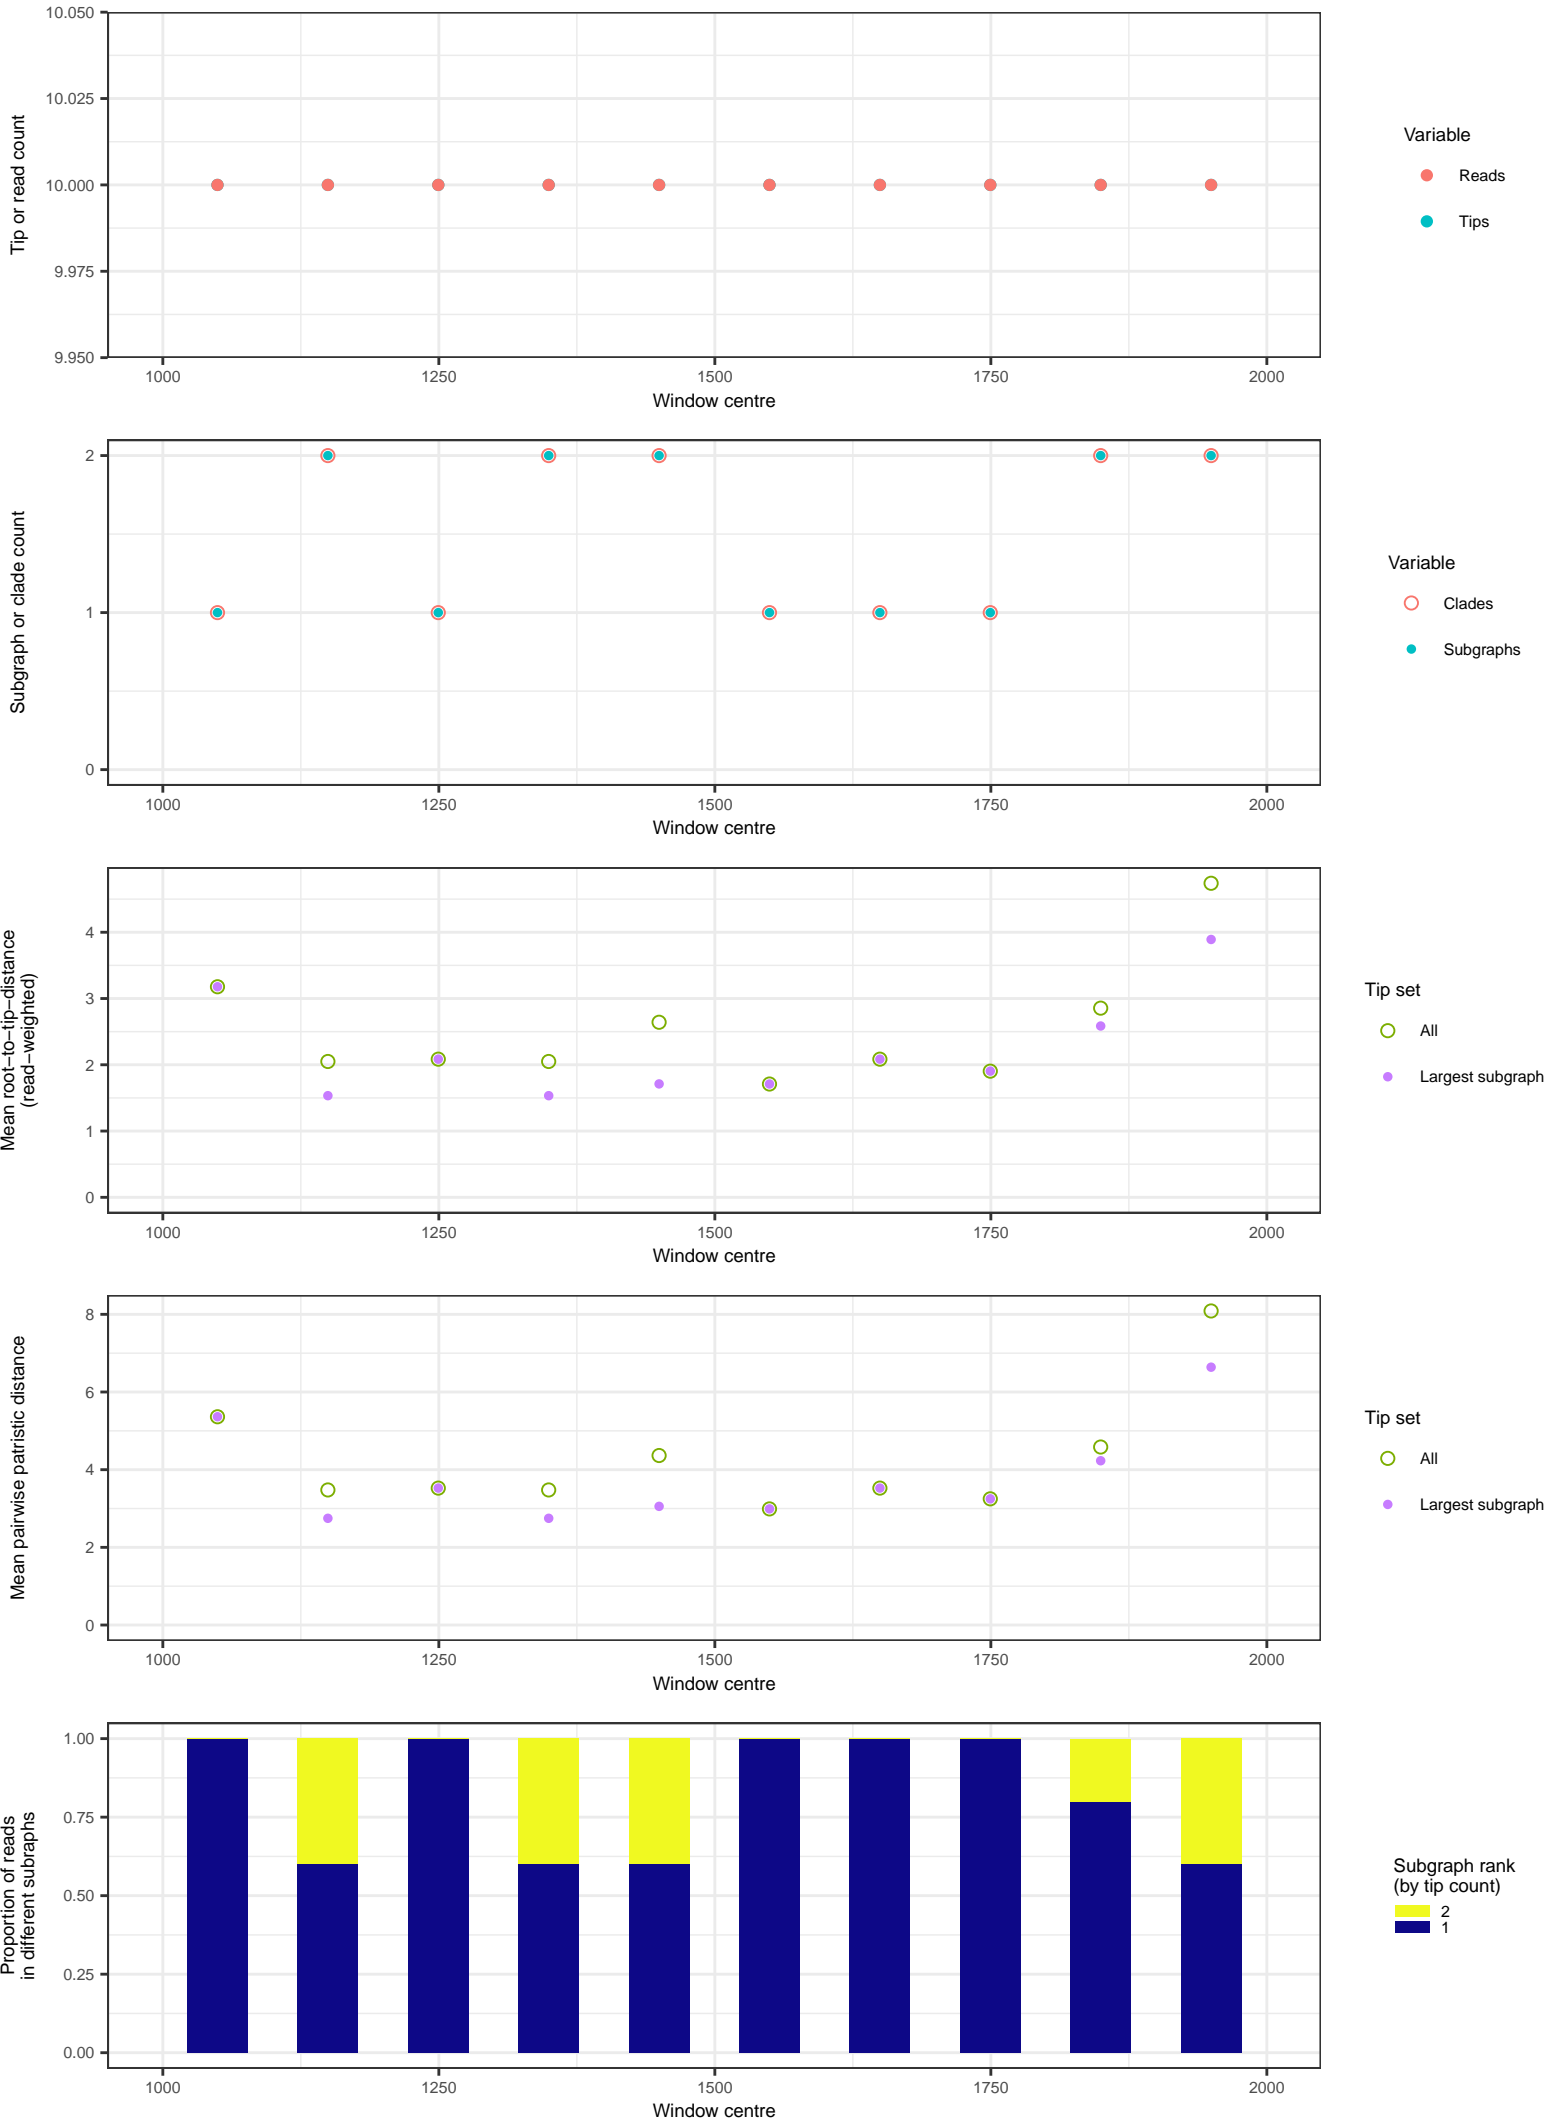 10.050
10.025
10.000
9.975
9.950
Tip or read count
1000 1250 1500 1750 2000
Window centre
Variable
Reads
Tips
2
1
0
Subgraph or clade count
1000 1250 1500 1750 2000
Window centre
Variable
Clades
Subgraphs
4
3
2
1
0
Mean root−to−tip−distance
(read−weighted)
1000 1250 1500 1750 2000
Window centre
Tip set
All
Largest subgraph
8
6
4
2
0
Mean pairwise patristic distance
1000 1250 1500 1750 2000
Window centre
Tip set
All
Largest subgraph
1.00
0.75
0.50
0.25
0.00
Proportion of reads
in different subraphs
1000 1250 1500 1750 2000
Window centre
Subgraph rank
(by tip count)
2
1